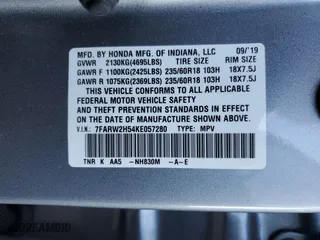 MFD. BY HONDA MFG. OF INDIANA, LLC 09/'19
GVWR 2130KG(4695LBS) TIRE SIZE RIM SIZE
GAWR F 1100KG(2425LBS) 235/60R18 103H 18X7.5J
GAWR R 1075KG(2369LBS) 235/60R18 103H 18X7.5J
THIS VEHICLE CONFORMS TO ALL APPLICABLE
FEDERAL MOTOR VEHICLE SAFETY, BUMPER,
AND THEFT PREVENTION STANDARDS IN EFFECT
ON THE DATE OF MANUFACTURE SHOWN ABOVE.
V.I.N.: 7FARW2H54KE057280 TYPE: MPV
TNR K AA5 -NH830M -A-E
DREAMOID